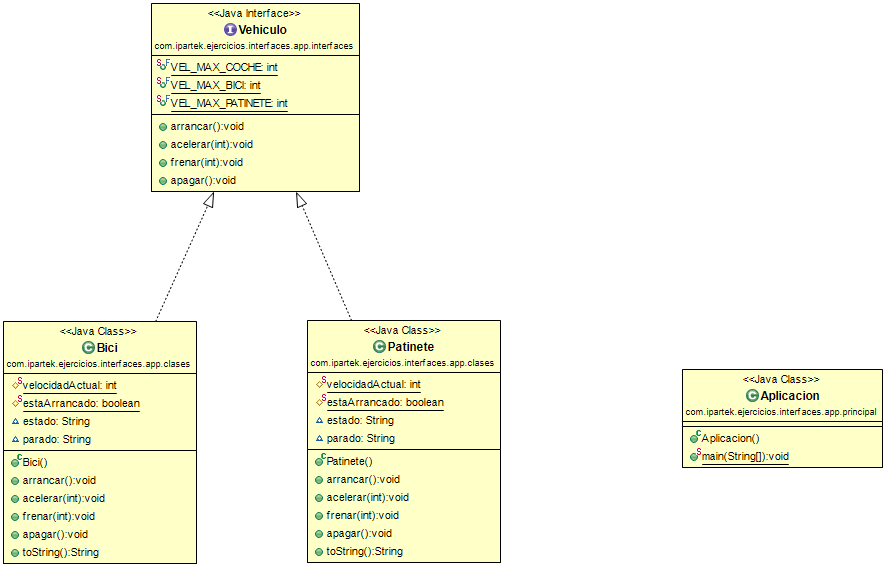 <<Java Interface>>
Vehiculo
com.ipartek.ejercicios.interfaces.app.interfaces
VEL_MAX_COCHE: int
VEL_MAX_BICI: int
VEL_MAX_PATINETE: int
arrancar():void
acelerar(int):void
frenar(int):void
apagar():void
<<Java Class>>
Bici
com.ipartek.ejercicios.interfaces.app.clases
velocidadActual: int
estaArrancado: boolean
estado: String
parado: String
Bici()
arrancar():void
acelerar(int):void
frenar(int):void
apagar():void
toString():String
<<Java Class>>
Patinete
com.ipartek.ejercicios.interfaces.app.clases
velocidadActual: int
estaArrancado: boolean
estado: String
parado: String
Patinete()
arrancar():void
acelerar(int):void
frenar(int):void
apagar():void
toString():String
<<Java Class>>
Aplicacion
com.ipartek.ejercicios.interfaces.app.principal
Aplicacion()
main(String[]):void